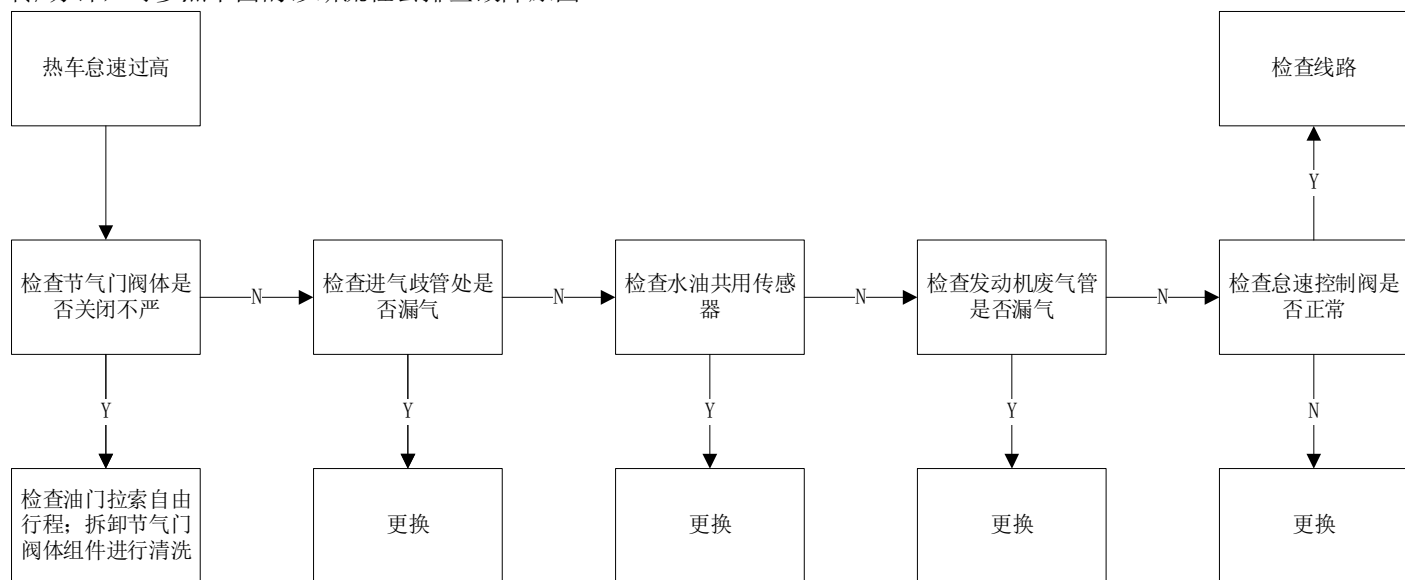 热车怠速过高
检查线路
Y
检查节气门阀体是
否关闭不严
N
检查进气歧管处是
否漏气
N
检查水油共用传感
器
N
检查发动机废气管
是否漏气
N
检查怠速控制阀是
否正常
Y
Y
Y
Y
N
检查油门拉索自由
行程；拆卸节气门
阀体组件进行清洗
更换
更换
更换
更换